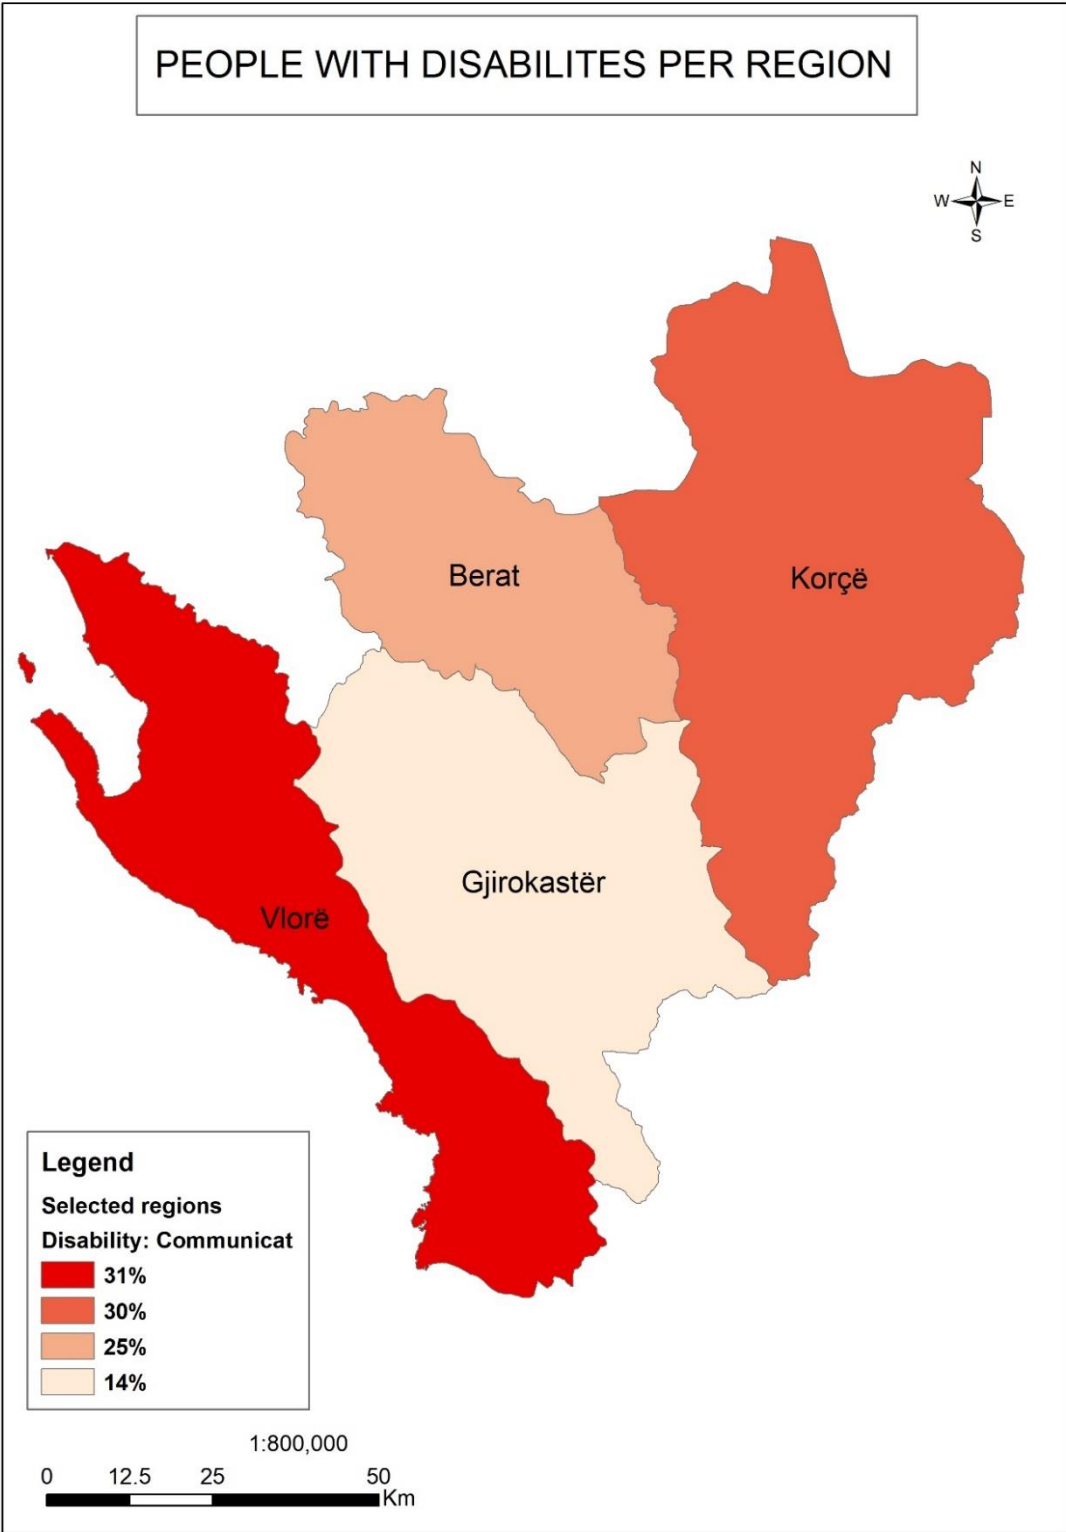 PEOPLE WITH DISABILITES PER REGION
N
W E
S
Berat
Korçë
Gjirokastër
Vlorë
Legend
Selected regions
Disability: Communicat
31%
30%
25%
14%
1:800,000
0 12.5 25 50
Km